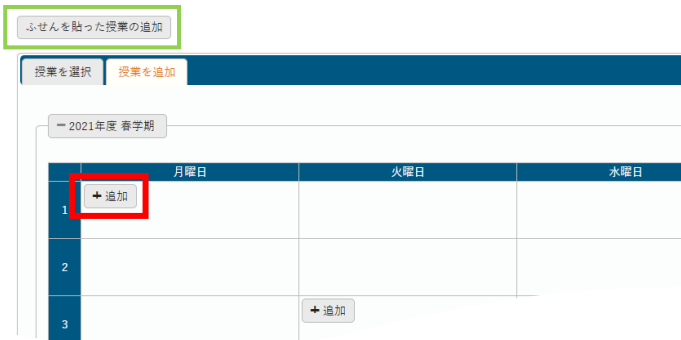 ふせんを貼った授業の追加
授業を選択 授業を追加
2021年度 春学期
月曜日 火曜日 水曜日
+ 追加
1
2
+ 追加
3